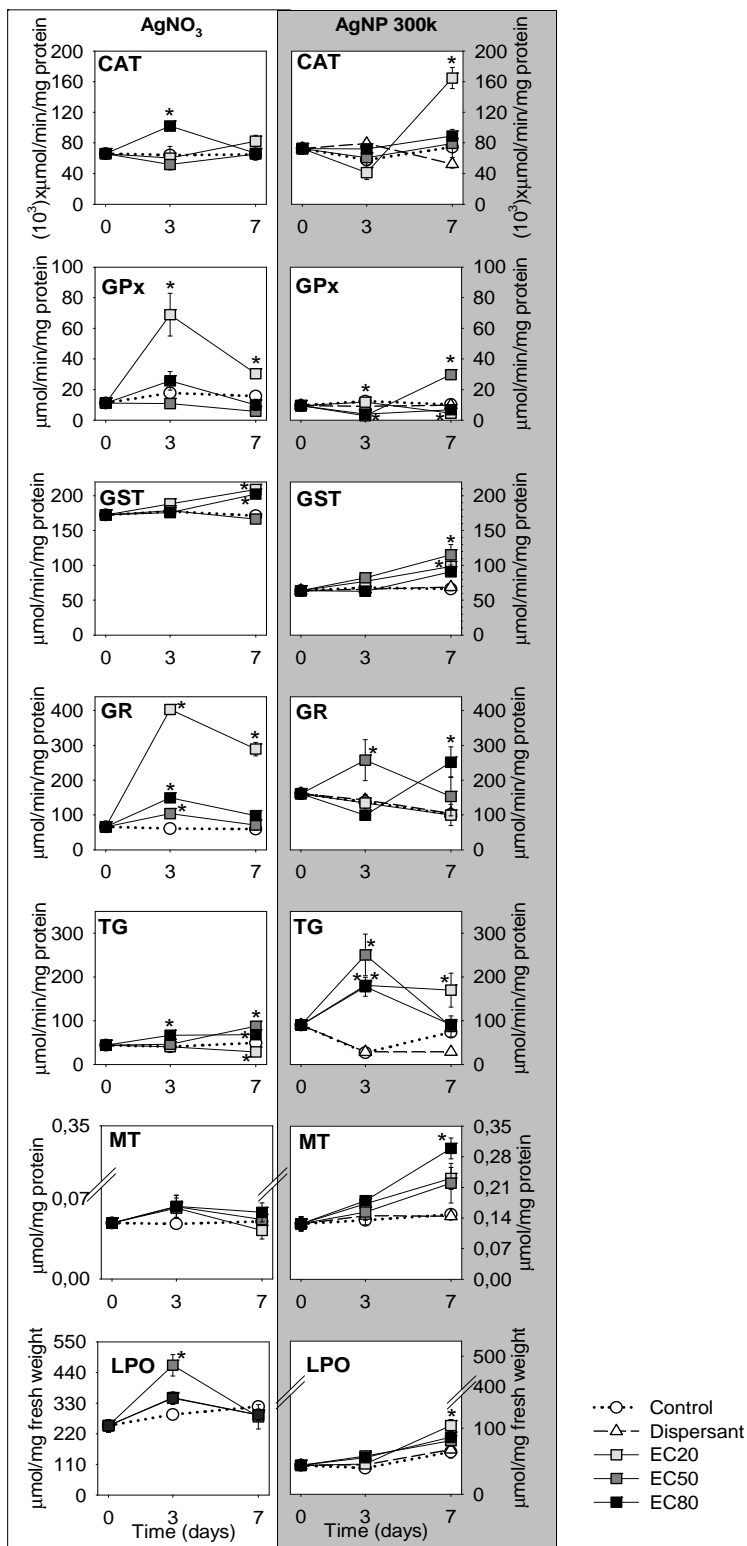 AgNO3 AgNP 300k
CAT CAT
200 200
160 160
120 120
80 80
40 40
0 0
0 3 7 0 3 7
(10³)xµmol/min/mg protein (10³)xµmol/min/mg protein
* *
GPx GPx
100 100
80 80
60 60
40 40
20 20
0 0
0 3 7 0 3 7
µmol/min/mg protein µmol/min/mg protein
* * * * * *
GST GST
200 200
150 150
100 100
50 50
0 0
0 3 7 0 3 7
µmol/min/mg protein µmol/min/mg protein
* * * *
GR GR
400 400
300 300
200 200
100 100
0 0
0 3 7 0 3 7
µmol/min/mg protein µmol/min/mg protein
* * * * * *
TG TG
300 300
200 200
100 100
0 0
0 3 7 0 3 7
µmol/min/mg protein µmol/min/mg protein
* * * * * * * *
MT MT
0,35 0,35
0,28
0,21
0,14
0,07 0,07
0,00 0,00
0 3 7 0 3 7
µmol/mg protein µmol/mg protein
*
LPO LPO
550 500
440 400
330
220 100
110
0 0
0 3 7 0 3 7
µmol/mg fresh weight µmol/mg fresh weight
* *
Time (days) Time (days)
Control
Dispersant
EC20
EC50
EC80